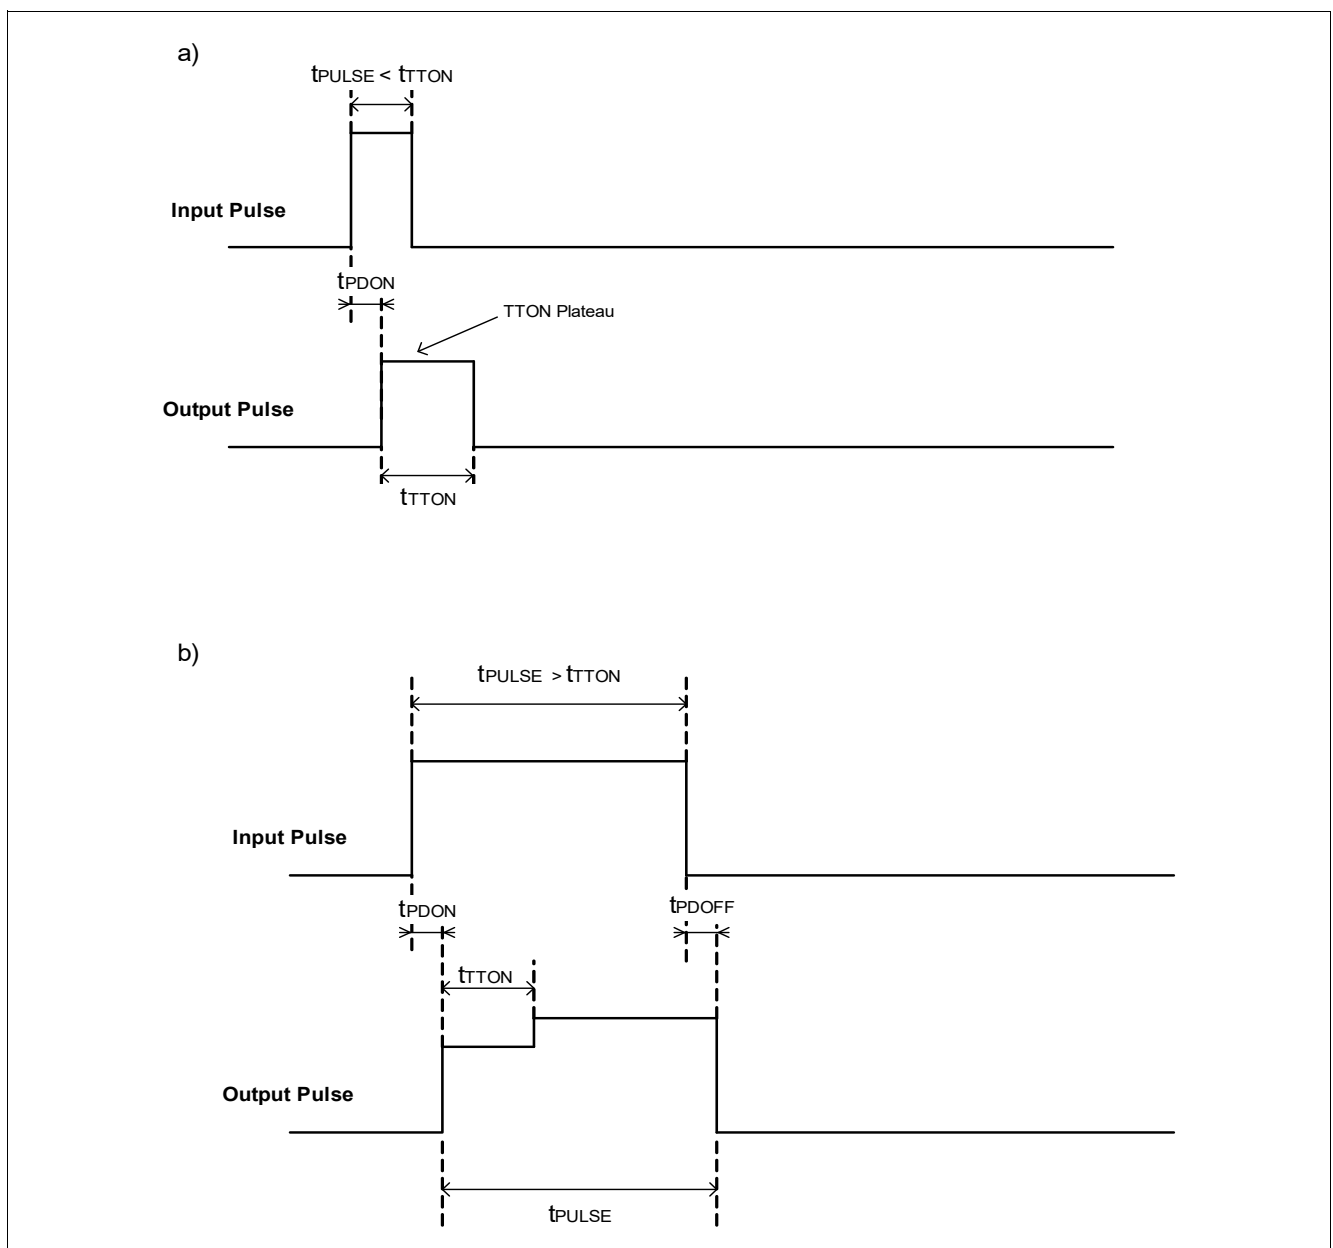 a)
tPULSE < tTTON
Input Pulse
tPDON
TTON Plateau
Output Pulse
tTTON
b)
tPULSE > tTTON
Input Pulse
tPDON
tPDOFF
tTTON
Output Pulse
tPULSE